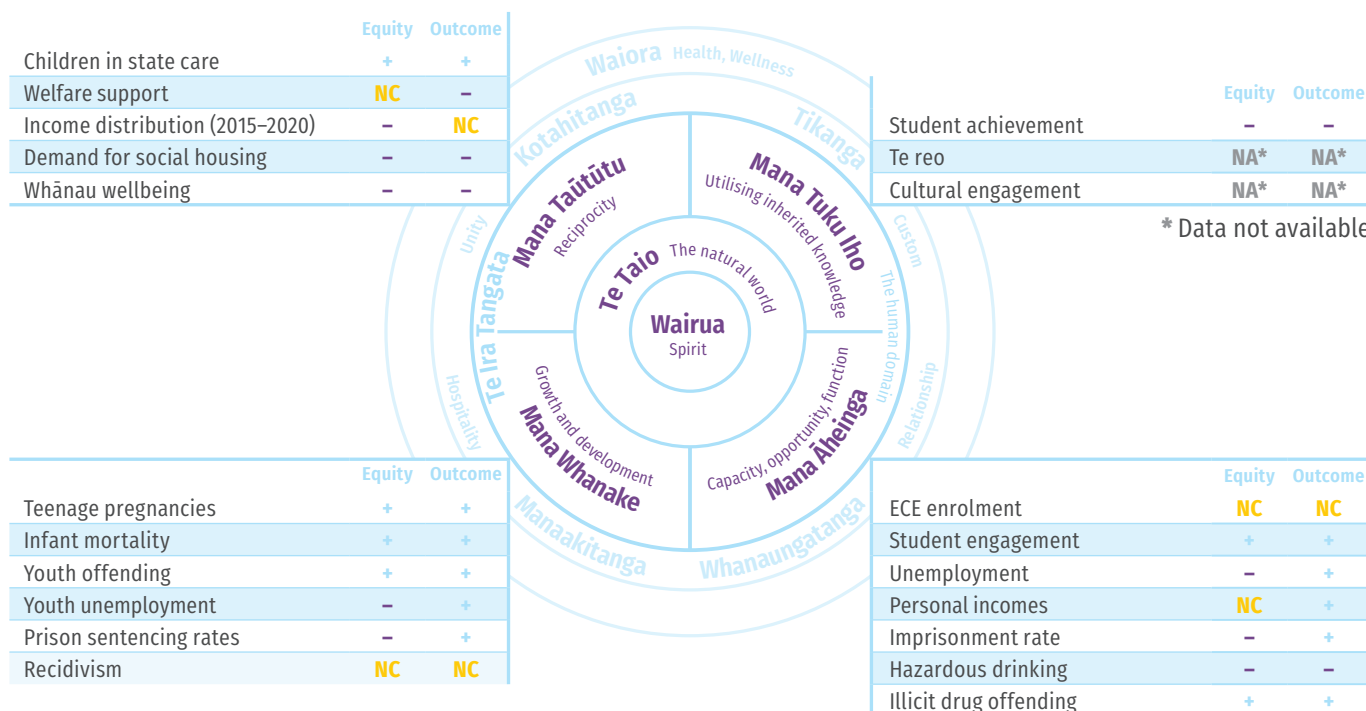 Equity Outcome
Children in state care + +
Welfare support NC –
Income distribution (2015–2020) – NC
Demand for social housing – –
Whānau wellbeing – –
Equity Outcome
Student achievement – –
Te reo NA* NA*
Cultural engagement NA* NA*
* Data not available
Waiora Health, Wellness
Kotahitanga
Unity
Tikanga
Custom
Te Ira Tangata
The human domain
Mana Taūtūtu
Reciprocity
Mana Tuku Iho
Utilising inherited knowledge
Te Taio The natural world
Wairua
Spirit
Growth and development
Mana Whanake
Capacity, opportunity, function
Mana Āheinga
Hospitality
Manaakitanga
Relationship
Whanaungatanga
Equity Outcome
Teenage pregnancies + +
Infant mortality + +
Youth offending + +
Youth unemployment – +
Prison sentencing rates – +
Recidivism NC NC
Equity Outcome
ECE enrolment NC NC
Student engagement + +
Unemployment – +
Personal incomes NC +
Imprisonment rate – +
Hazardous drinking – –
Illicit drug offending + +